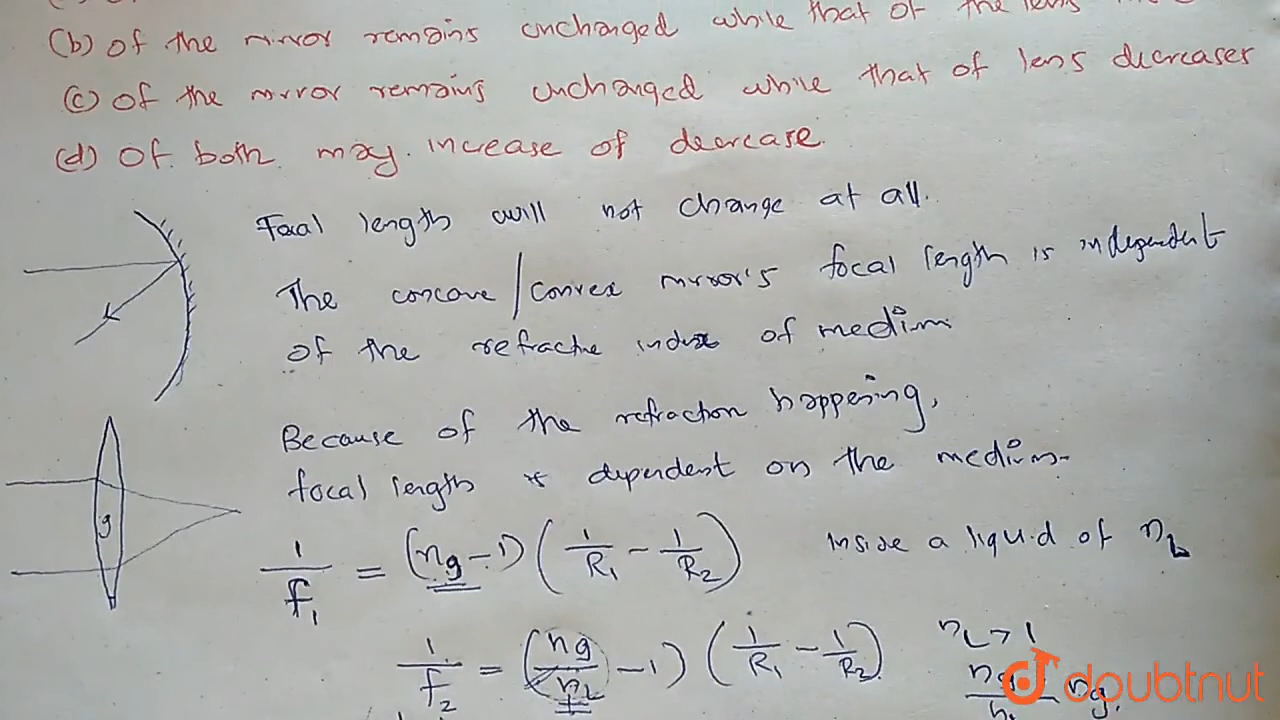 (b) of the mirror remains unchanged while that of the lens
(c) of the mirror remains unchanged while that of lens decreases
(d) of both may increase of decrease.
Focal length will not change at all.
The concave/convex mirror's focal length is independent
of the refractive index of medium.
Because of the refraction happening,
focal length is dependent on the medium.
g
1/f₁ = (ng - 1) (1/R₁ - 1/R₂) inside a liquid of nL
1/f₂ = (ng/nL - 1) (1/R₁ - 1/R₂) nL > 1
ng.
doubtnut